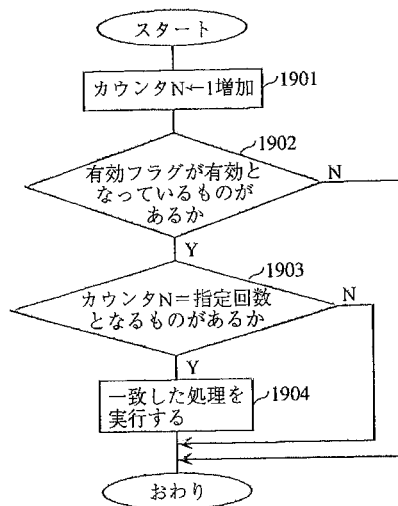 スタート
1901
カウンタN←1増加
1902
有効フラグが有効と
なっているものが
あるか
N
Y
1903
カウンタN＝指定回数
となるものがあるか
N
Y
1904
一致した処理を
実行する
おわり